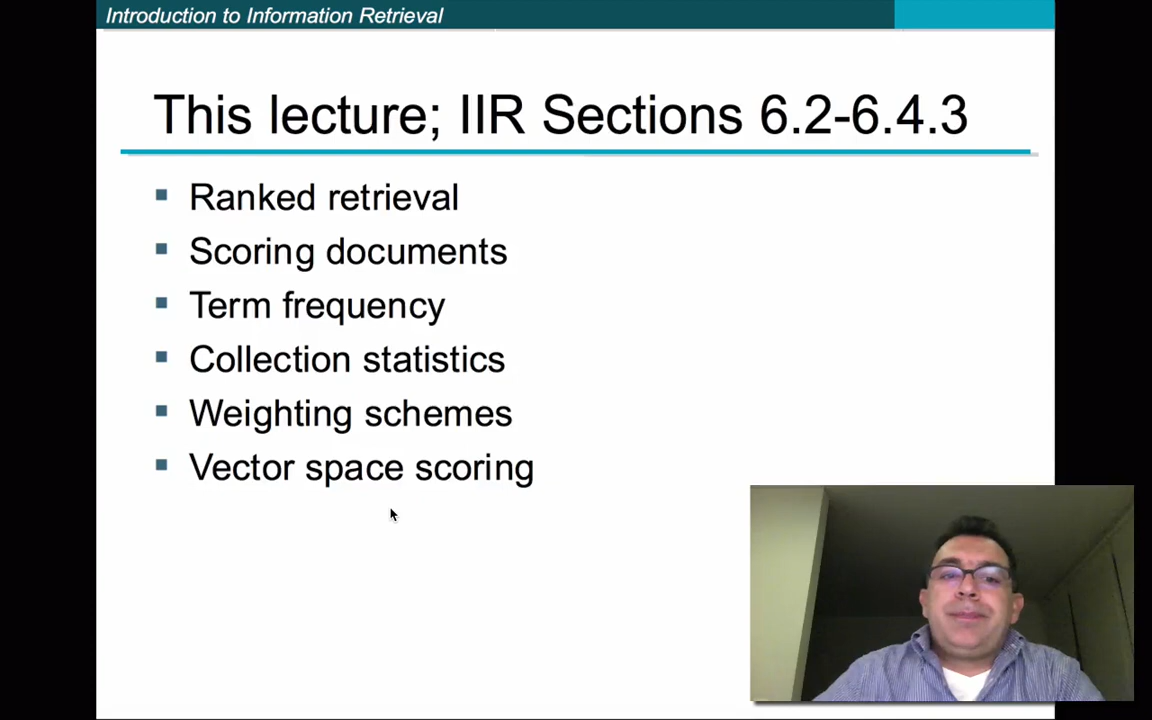 Introduction to Information Retrieval
This lecture; IIR Sections 6.2-6.4.3
Ranked retrieval
Scoring documents
Term frequency
Collection statistics
Weighting schemes
Vector space scoring